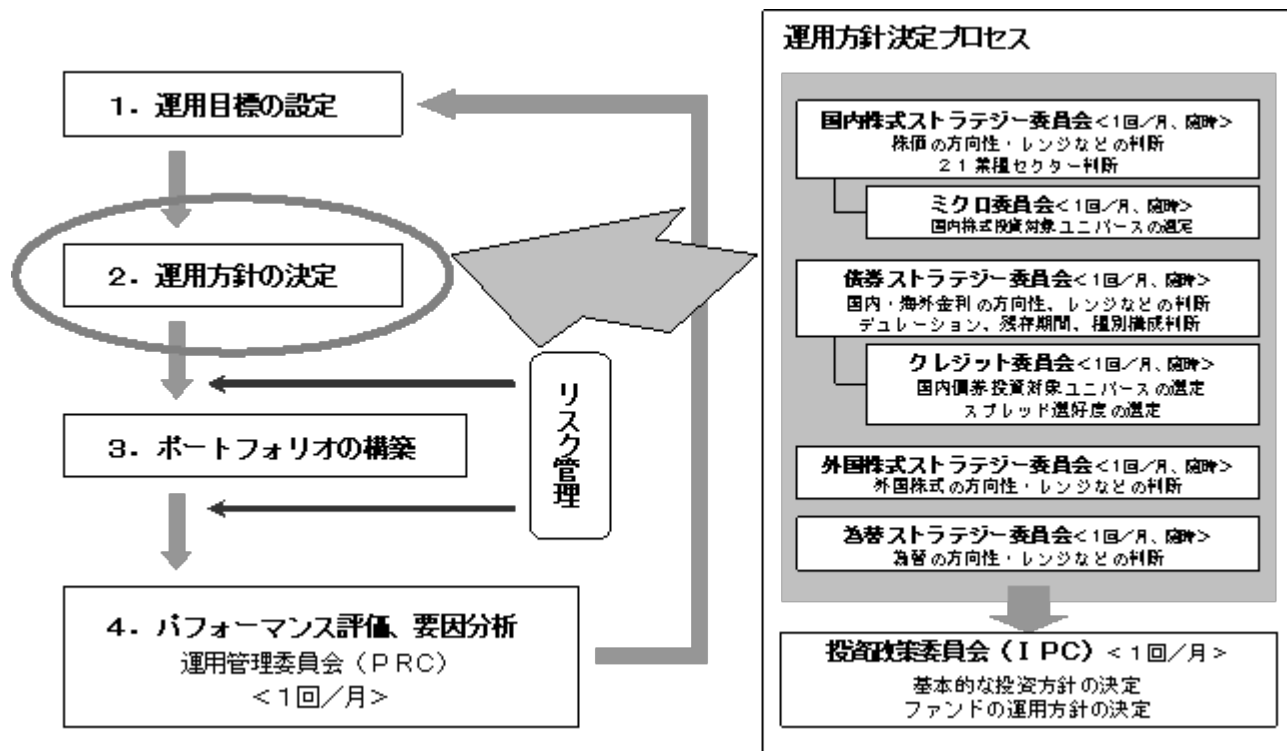 1．運用目標の設定
2．運用方針の決定
3．ポートフォリオの構築
4．パフォーマンス評価、要因分析
運用管理委員会（ＰＲＣ）
＜１回／月＞
リスク管理
運用方針決定プロセス
国内株式ストラテジー委員会＜1回／月、随時＞
株価の方向性・レンジなどの判断
２１業種セクター判断
ミクロ委員会＜1回／月、随時＞
国内株式投資対象ユニバースの選定
債券ストラテジー委員会＜1回／月、随時＞
国内・海外金利の方向性、レンジなどの判断
デュレーション、残存期間、種別構成判断
クレジット委員会＜1回／月、随時＞
国内債券投資対象ユニバースの選定
スプレッド選好度の選定
外国株式ストラテジー委員会＜1回／月、随時＞
外国株式の方向性・レンジなどの判断
為替ストラテジー委員会＜1回／月、随時＞
為替の方向性・レンジなどの判断
投資政策委員会（ＩＰＣ）＜１回／月＞
基本的な投資方針の決定
ファンドの運用方針の決定